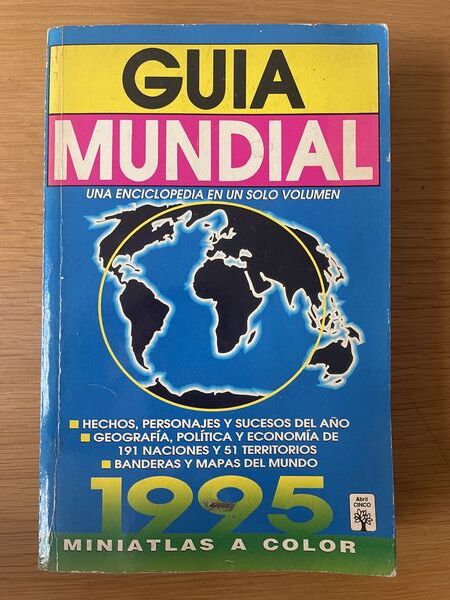 GUIA
MUNDIAL
UNA ENCICLOPEDIA EN UN SOLO VOLUMEN
HECHOS, PERSONAJES Y SUCESOS DEL AÑO
GEOGRAFÍA, POLÍTICA Y ECONOMÍA DE
191 NACIONES Y 51 TERRITORIOS
BANDERAS Y MAPAS DEL MUNDO
1995
Abril
CINCO
MINIATLAS A COLOR